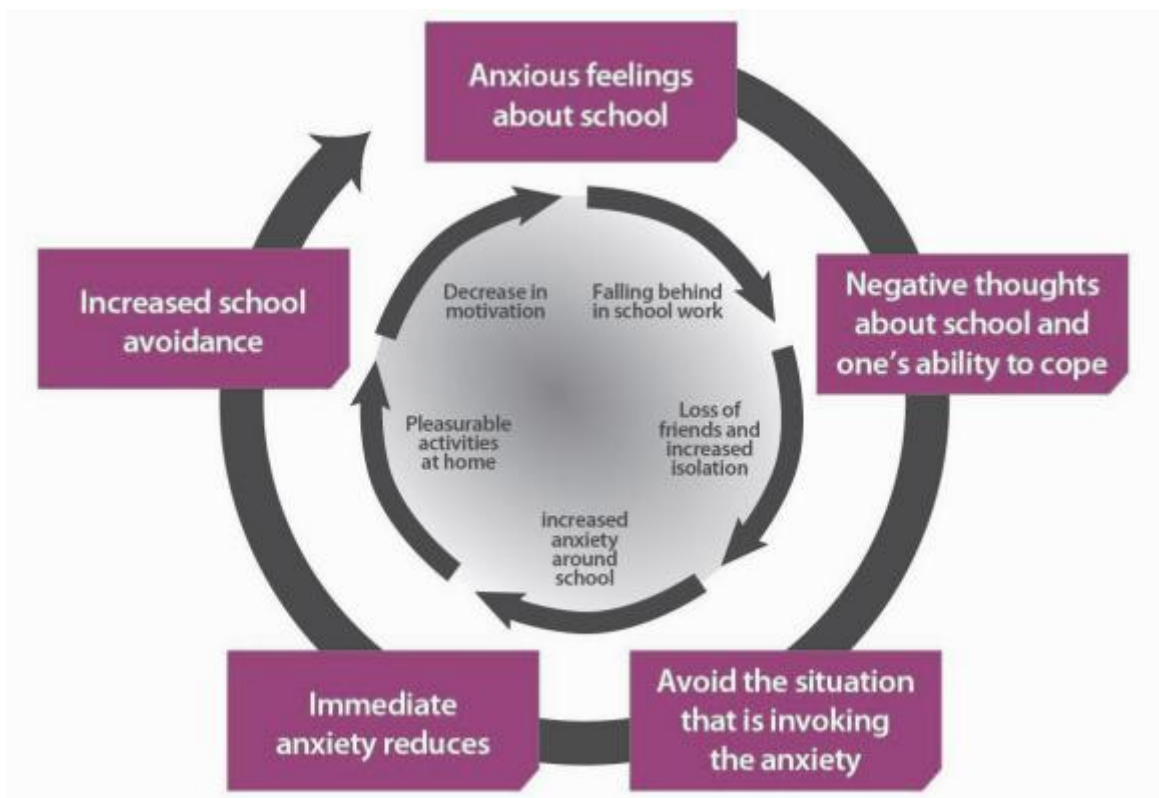 Anxious feelings
about school
Negative thoughts
about school and
one's ability to cope
Avoid the situation
that is invoking
the anxiety
Immediate
anxiety reduces
Increased school
avoidance
Falling behind
in school work
Loss of
friends and
increased
isolation
increased
anxiety
around
school
Pleasurable
activities
at home
Decrease in
motivation